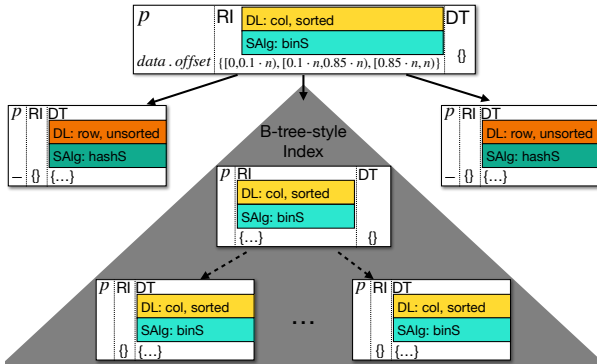 p RI DL: col, sorted DT
SAlg: binS
data . offset {[0,0.1 · n), [0.1 · n,0.85 · n), [0.85 · n, n)} {}
p RI DT
DL: row, unsorted
SAlg: hashS
– {} {...}
B-tree-style
Index
p RI DT
DL: row, unsorted
SAlg: hashS
– {} {...}
p RI DT
DL: col, sorted
SAlg: binS
{...} {}
p RI DT
DL: col, sorted
SAlg: binS
{} {...}
...
p RI DT
DL: col, sorted
SAlg: binS
{} {...}